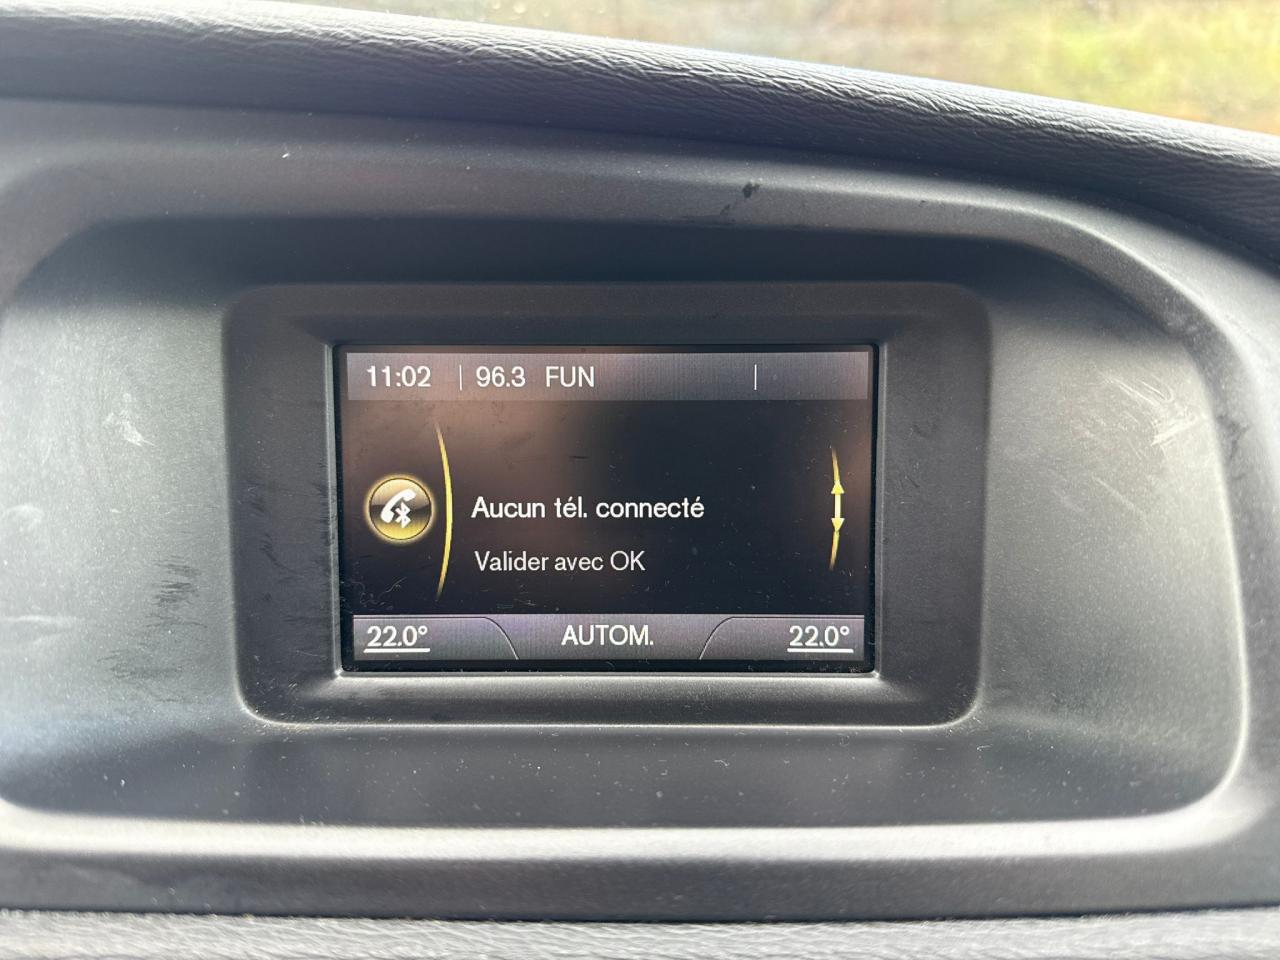 11:02 | 96.3 FUN |
Aucun tél. connecté
Valider avec OK
22.0° AUTOM. 22.0°